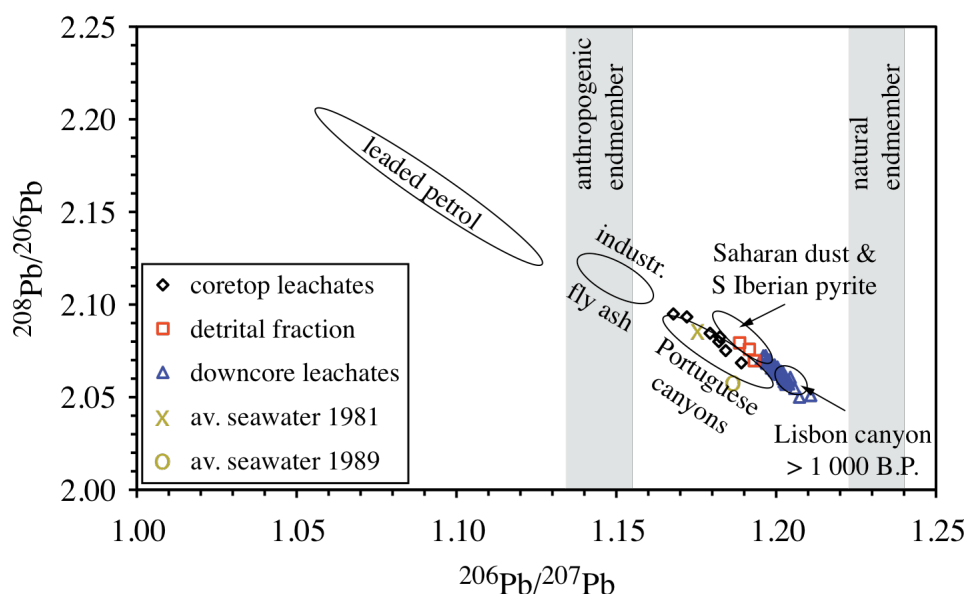 2.25
2.20
2.15
2.10
2.05
2.00
²⁰⁸Pb/²⁰⁶Pb
anthropogenic
endmember
natural
endmember
leaded petrol
industr.
fly ash
Saharan dust &
S Iberian pyrite
Portuguese
canyons
Lisbon canyon
> 1 000 B.P.
coretop leachates
detrital fraction
downcore leachates
av. seawater 1981
av. seawater 1989
1.00 1.10 1.15 1.20 1.25
²⁰⁶Pb/²⁰⁷Pb